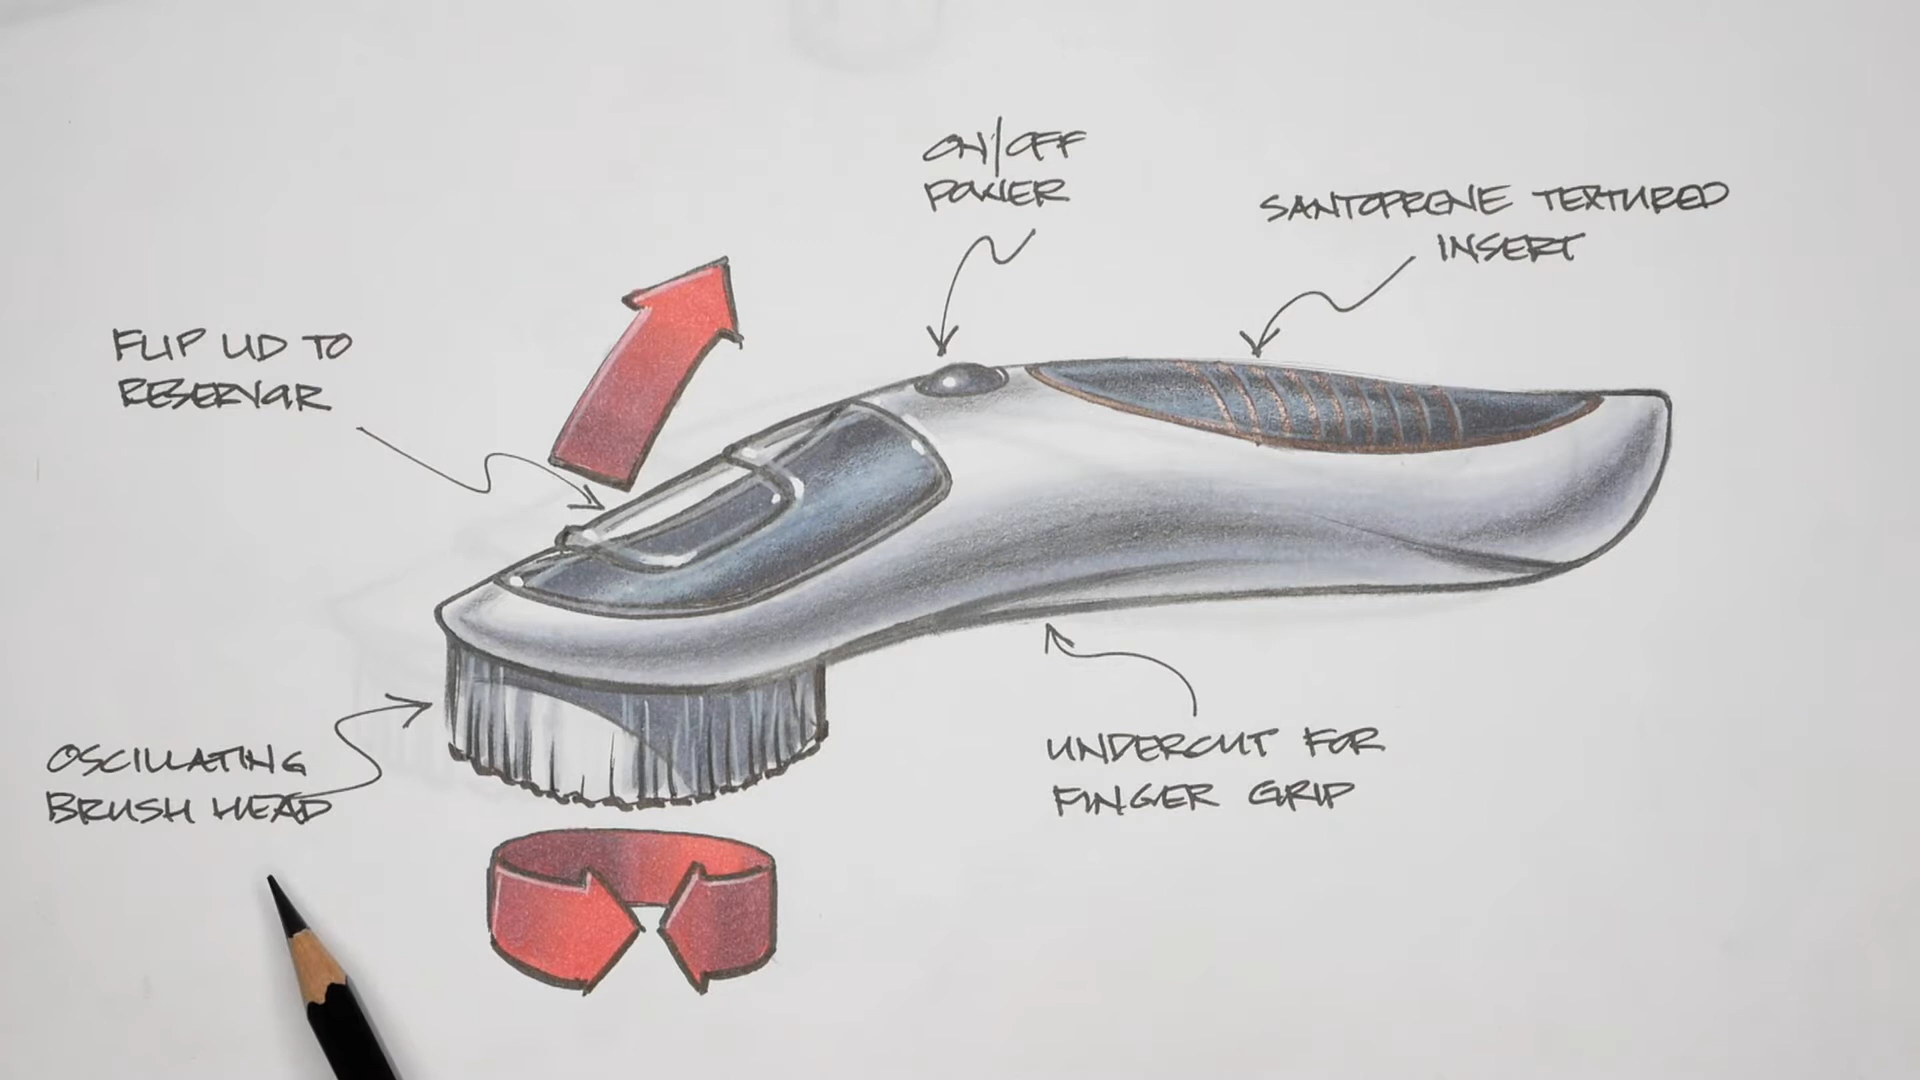 ON/OFF
POWER
SANTOPRENE TEXTURED
INSERT
FLIP LID TO
RESERVOIR
OSCILLATING
BRUSH HEAD
UNDERCUT FOR
FINGER GRIP